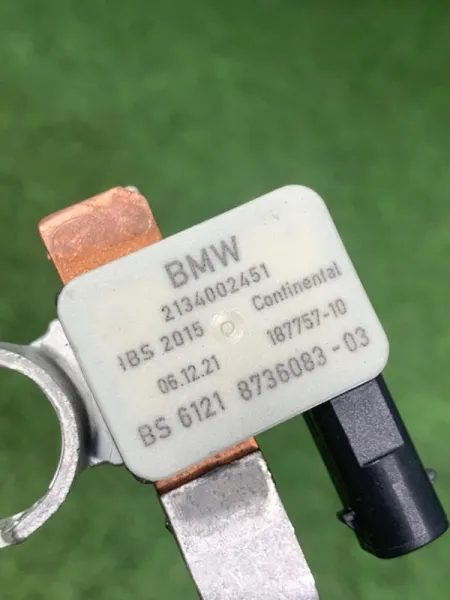 BMW
2134002451
IBS 2015 Continental
06.12.21 187757-10
BS 6121 8736083-03